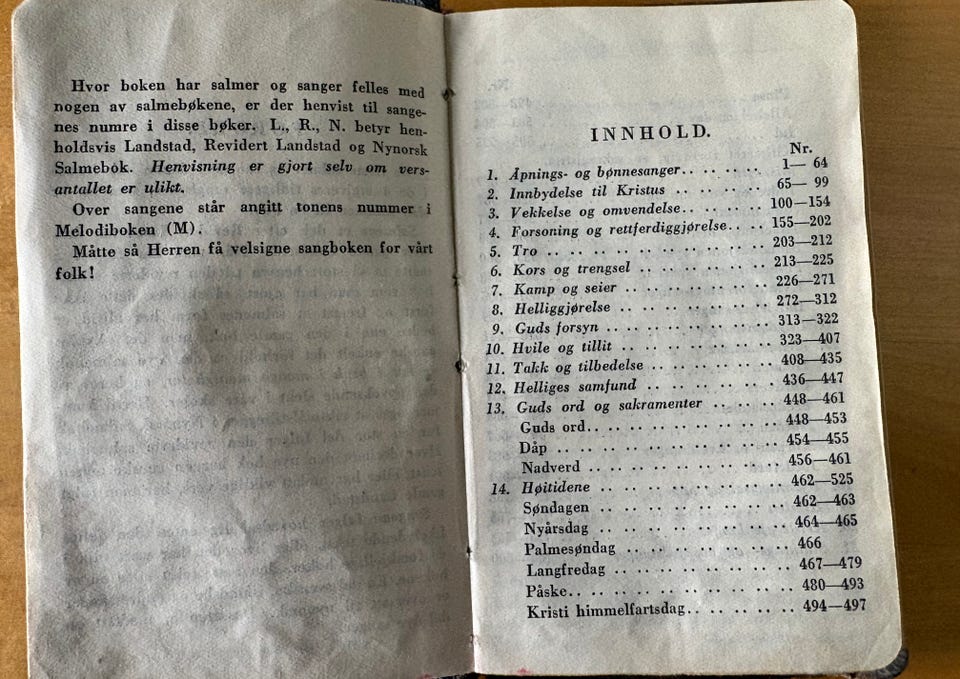 Hvor boken har salmer og sanger felles med
nogen av salmebøkene, er der henvist til sange-
nes numre i disse bøker. L., R., N. betyr hen-
holdsvis Landstad, Revidert Landstad og Nynorsk
Salmebok. Henvisning er gjort selv om vers-
antallet er ulikt.
Over sangene står angitt tonens nummer i
Melodiboken (M).
Måtte så Herren få velsigne sangboken for vårt
folk!
INNHOLD.
Nr.
1. Åpnings- og bønnesanger.. .. .. .. 1— 64
2. Innbydelse til Kristus .. .. .. .. .. 65— 99
3. Vekkelse og omvendelse.. .. .. .. .. 100—154
4. Forsoning og rettferdiggjørelse.. .. .. 155—202
5. Tro .. .. .. .. .. .. .. .. .. .. .. 203—212
6. Kors og trengsel .. .. .. .. .. .. .. 213—225
7. Kamp og seier .. .. .. .. .. .. .. .. 226—271
8. Helliggjørelse .. .. .. .. .. .. .. .. 272—312
9. Guds forsyn .. .. .. .. .. .. .. .. .. 313—322
10. Hvile og tillit .. .. .. .. .. .. .. .. 323—407
11. Takk og tilbedelse .. .. .. .. .. .. .. 408—435
12. Helliges samfund .. .. .. .. .. .. .. 436—447
13. Guds ord og sakramenter .. .. .. .. 448—461
Guds ord.. .. .. .. .. .. .. .. .. .. 448—453
Dåp .. .. .. .. .. .. .. .. .. .. .. 454—455
Nadverd .. .. .. .. .. .. .. .. .. .. 456—461
14. Høitidene .. .. .. .. .. .. .. .. .. .. 462—525
Søndagen .. .. .. .. .. .. .. .. .. .. 462—463
Nyårsdag .. .. .. .. .. .. .. .. .. .. 464—465
Palmesøndag .. .. .. .. .. .. .. .. .. 466
Langfredag .. .. .. .. .. .. .. .. .. 467—479
Påske.. .. .. .. .. .. .. .. .. .. .. 480—493
Kristi himmelfartsdag.. .. .. .. .. .. 494—497